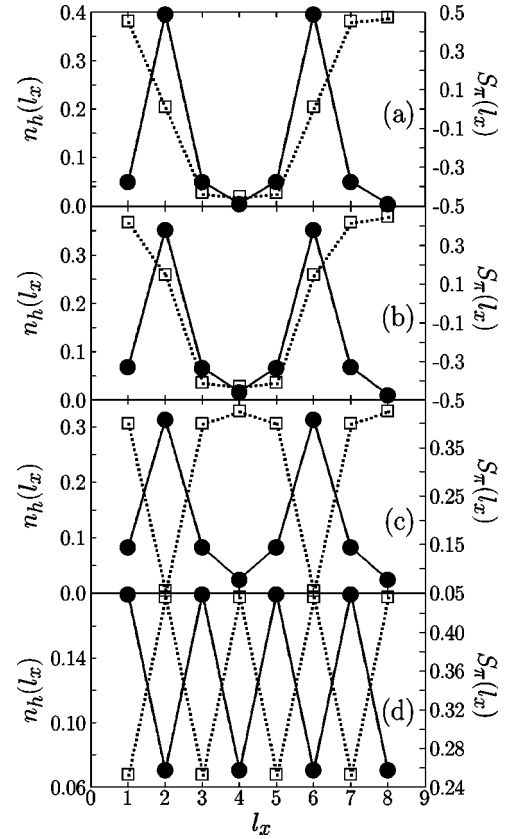 0.4
0.3
0.2
0.1
0.0
n_h(l_x)
0.5
0.3
0.1
-0.1
-0.3
-0.5
S_π(l_x)
(a)
0.3
0.2
0.1
0.0
n_h(l_x)
0.3
0.1
-0.1
-0.3
-0.5
S_π(l_x)
(b)
0.3
0.2
0.1
0.0
n_h(l_x)
0.35
0.25
0.15
0.05
S_π(l_x)
(c)
0.14
0.10
0.06
n_h(l_x)
0.40
0.36
0.32
0.28
0.24
S_π(l_x)
(d)
0 1 2 3 4 5 6 7 8 9
l_x